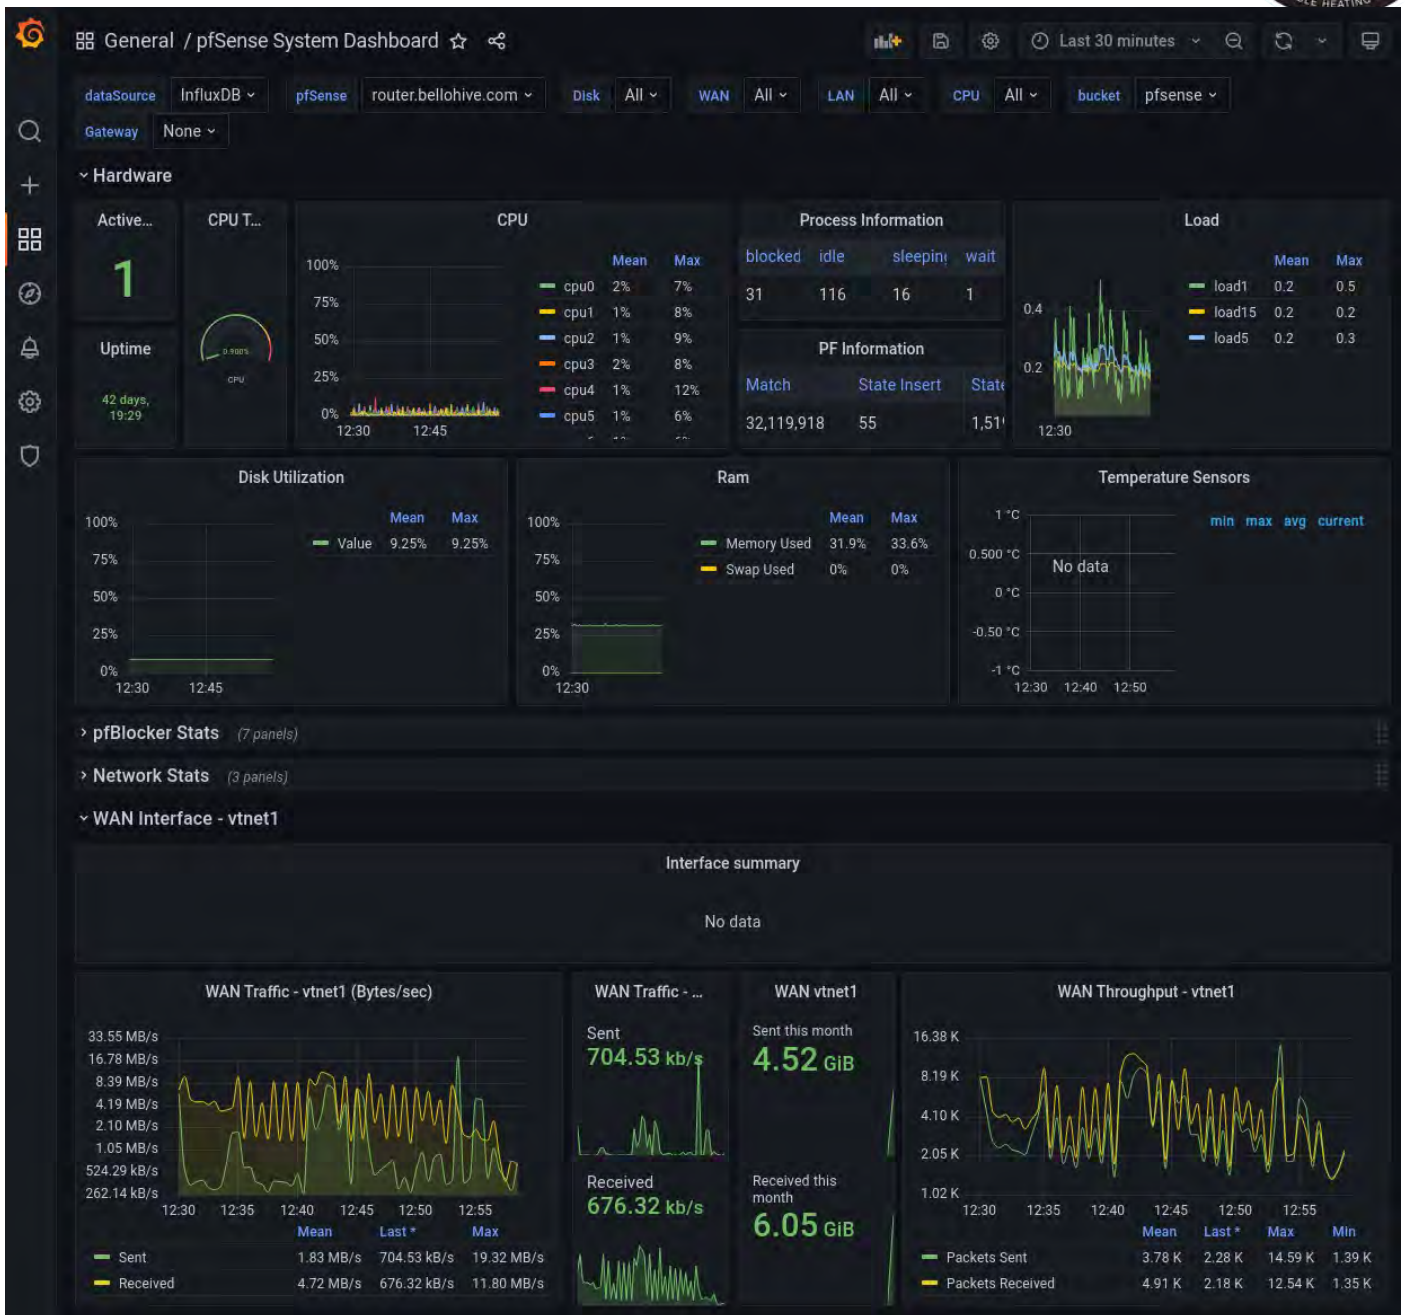 LE HEATING
General / pfSense System Dashboard
Last 30 minutes
dataSource InfluxDB pfSense router.bellohive.com Disk All WAN All LAN All CPU All bucket pfsense
Gateway None
Hardware
Active...
1
Uptime
42 days,
19:29
CPU T...
0.900%
CPU
CPU
100%
75%
50%
25%
0%
12:30 12:45
Mean Max
cpu0 2% 7%
cpu1 1% 8%
cpu2 1% 9%
cpu3 2% 8%
cpu4 1% 12%
cpu5 1% 6%
Process Information
blocked idle sleeping wait
31 116 16 1
PF Information
Match State Insert State
32,119,918 55 1,51
Load
0.4
0.2
12:30
Mean Max
load1 0.2 0.5
load15 0.2 0.2
load5 0.2 0.3
Disk Utilization
100%
75%
50%
25%
0%
12:30 12:45
Mean Max
Value 9.25% 9.25%
Ram
100%
75%
50%
25%
0%
12:30
Mean Max
Memory Used 31.9% 33.6%
Swap Used 0% 0%
Temperature Sensors
1 °C
0.500 °C
0 °C
-0.50 °C
-1 °C
12:30 12:40 12:50
No data
min max avg current
pfBlocker Stats (7 panels)
Network Stats (3 panels)
WAN Interface - vtnet1
Interface summary
No data
WAN Traffic - vtnet1 (Bytes/sec)
33.55 MB/s
16.78 MB/s
8.39 MB/s
4.19 MB/s
2.10 MB/s
1.05 MB/s
524.29 kB/s
262.14 kB/s
12:30 12:35 12:40 12:45 12:50 12:55
Mean Last * Max
Sent 1.83 MB/s 704.53 kB/s 19.32 MB/s
Received 4.72 MB/s 676.32 kB/s 11.80 MB/s
WAN Traffic - ...
Sent
704.53 kb/s
Received
676.32 kb/s
WAN vtnet1
Sent this month
4.52 GiB
Received this
month
6.05 GiB
WAN Throughput - vtnet1
16.38 K
8.19 K
4.10 K
2.05 K
1.02 K
12:30 12:35 12:40 12:45 12:50 12:55
Mean Last * Max Min
Packets Sent 3.78 K 2.28 K 14.59 K 1.39 K
Packets Received 4.91 K 2.18 K 12.54 K 1.35 K